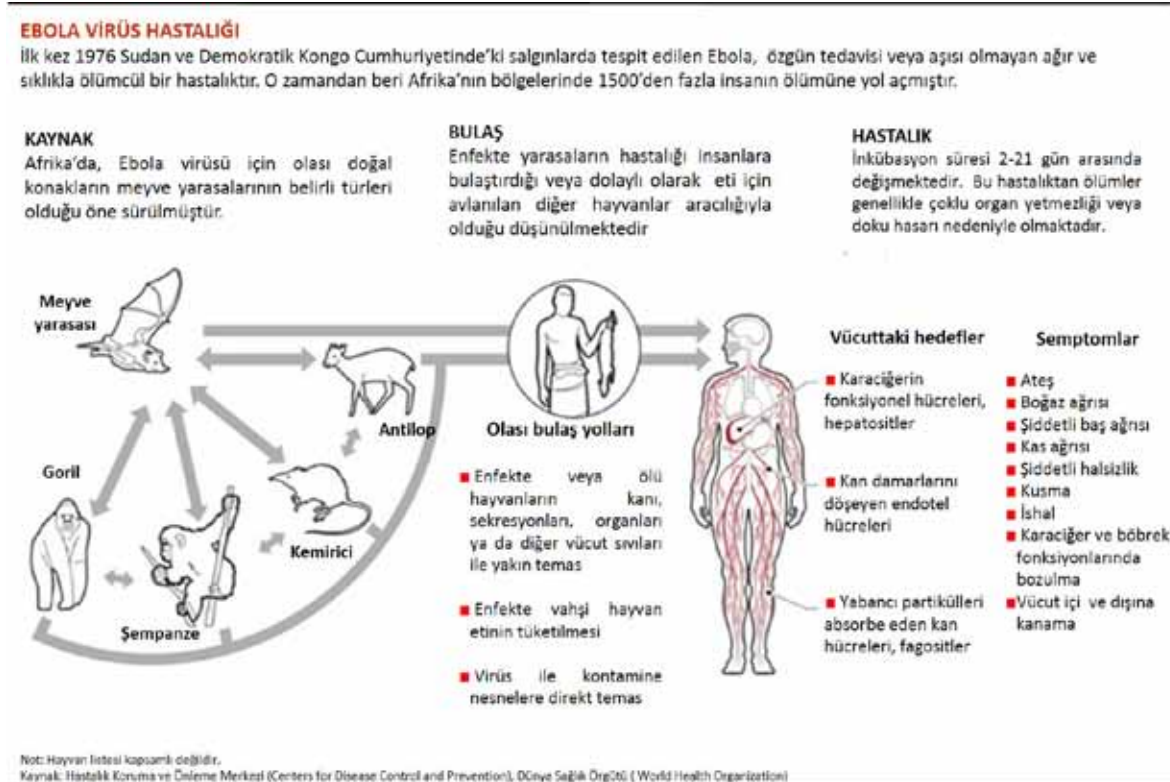 EBOLA VİRÜS HASTALIĞI
İlk kez 1976 Sudan ve Demokratik Kongo Cumhuriyetinde'ki salgınlarda tespit edilen Ebola, özgün tedavisi veya aşısı olmayan ağır ve
sıklıkla ölümcül bir hastalıktır. O zamandan beri Afrika'nın bölgelerinde 1500'den fazla insanın ölümüne yol açmıştır.
KAYNAK
Afrika'da, Ebola virüsü için olası doğal
konakların meyve yarasalarının belirli türleri
olduğu öne sürülmüştür.
BULAŞ
Enfekte yarasaların hastalığı insanlara
bulaştırdığı veya dolaylı olarak eti için
avlanılan diğer hayvanlar aracılığıyla
olduğu düşünülmektedir
HASTALIK
İnkübasyon süresi 2-21 gün arasında
değişmektedir. Bu hastalıktan ölümler
genellikle çoklu organ yetmezliği veya
doku hasarı nedeniyle olmaktadır.
Meyve
yarasası
Antilop
Goril
Kemirici
Şempanze
Olası bulaş yolları
Enfekte veya ölü
hayvanların kanı,
sekresyonları, organları
ya da diğer vücut sıvıları
ile yakın temas
Enfekte vahşi hayvan
etinin tüketilmesi
Virüs ile kontamine
nesnelere direkt temas
Vücuttaki hedefler
Karaciğerin
fonksiyonel hücreleri,
hepatositler
Kan damarlarını
döşeyen endotel
hücreleri
Yabancı partikülleri
absorbe eden kan
hücreleri, fagositler
Semptomlar
Ateş
Boğaz ağrısı
Şiddetli baş ağrısı
Kas ağrısı
Şiddetli halsizlik
Kusma
İshal
Karaciğer ve böbrek
fonksiyonlarında
bozulma
Vücut içi ve dışına
kanama
Not: Hayvan listesi kapsamlı değildir.
Kaynak: Hastalık Koruma ve Önleme Merkezi (Centers for Disease Control and Prevention), Dünya Sağlık Örgütü ( World Health Organization)